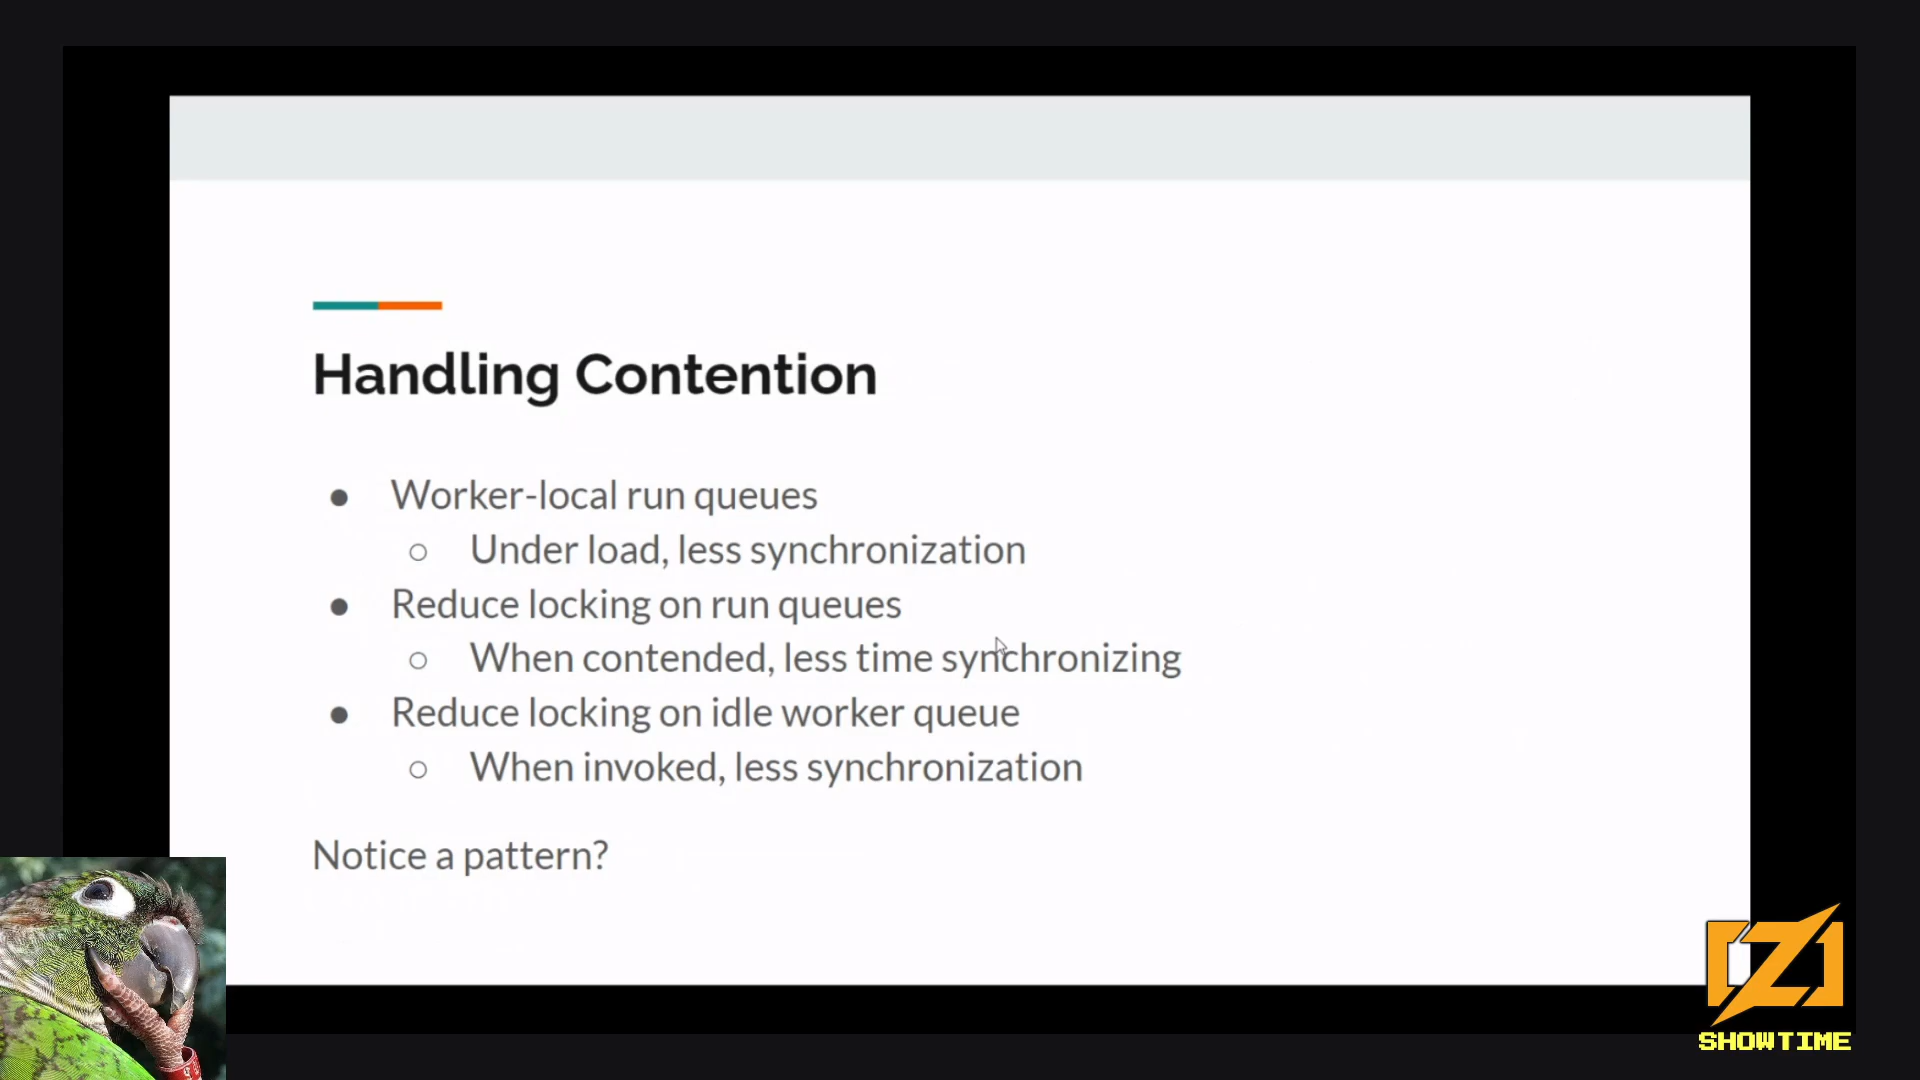 Handling Contention
● Worker-local run queues
○ Under load, less synchronization
● Reduce locking on run queues
○ When contended, less time synchronizing
● Reduce locking on idle worker queue
○ When invoked, less synchronization
Notice a pattern?
Z
SHOWTIME